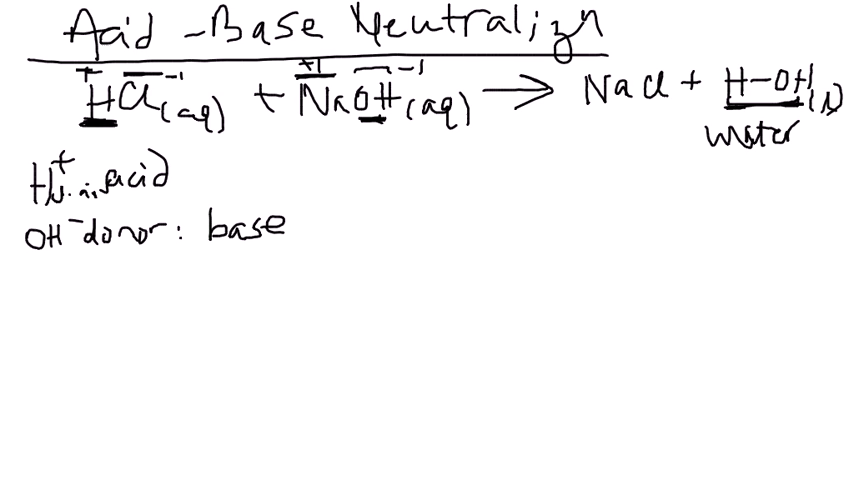 Acid-Base Neutralizn
+ -1 +1 -1
HCl(aq) + NaOH(aq) → NaCl + H-OH(l)
water
H+ acid
OH- donor: base